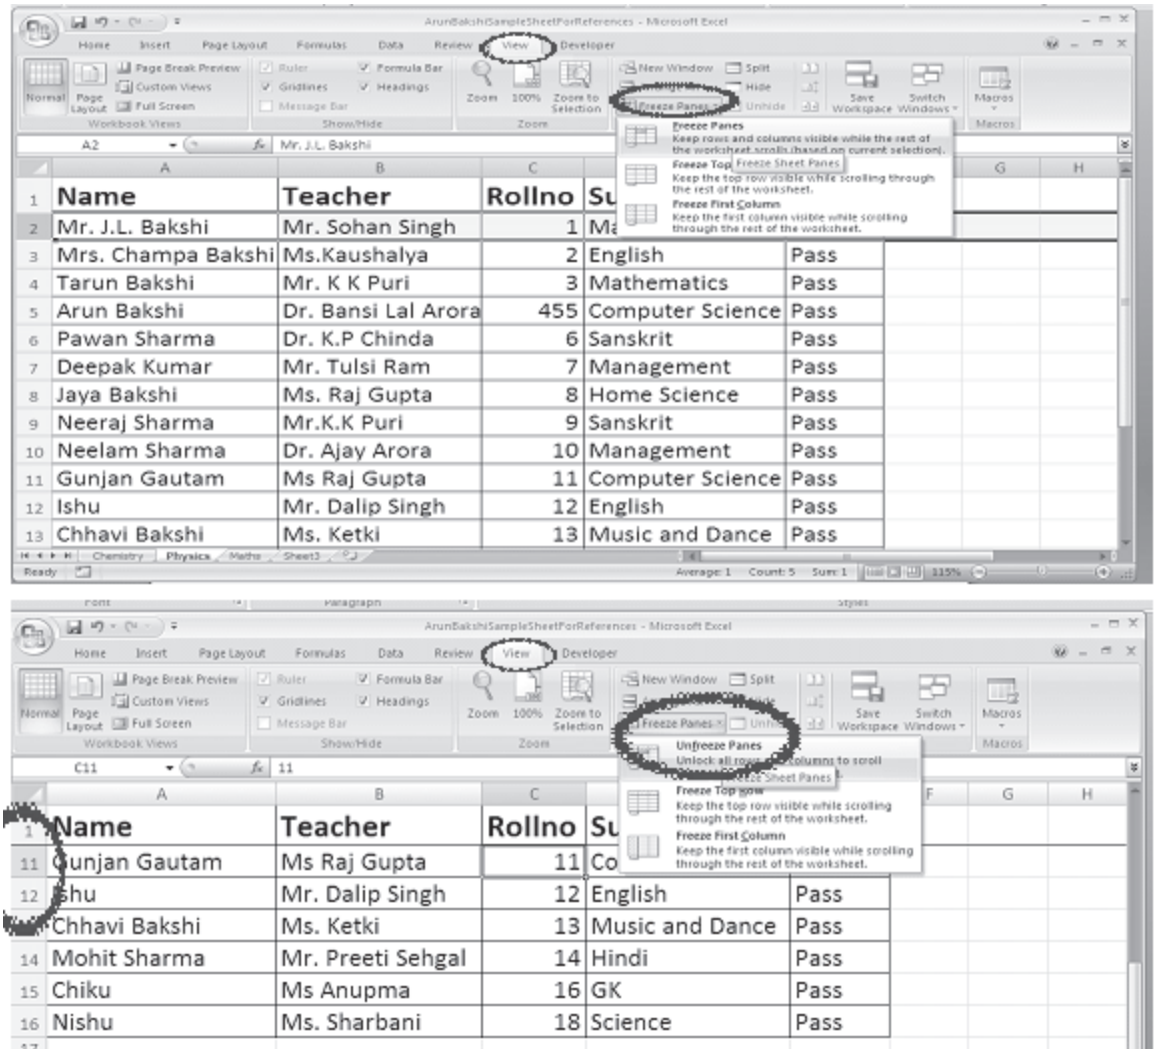 ArunBakshiSampleSheetForReferences - Microsoft Excel
Home Insert Page Layout Formulas Data Review View Developer
Normal Page Layout Page Break Preview Custom Views Full Screen
Workbook Views
Ruler Formula Bar
Gridlines Headings
Message Bar
Show/Hide
Zoom 100% Zoom to Selection
Zoom
New Window Split
Hide
Freeze Panes Unhide
Save Workspace Switch Windows
Macros
Macros
Freeze Panes
Keep rows and columns visible while the rest of
the worksheet scrolls (based on current selection).
Freeze Top
Freeze Sheet Panes
Keep the top row visible while scrolling through
the rest of the worksheet.
Freeze First Column
Keep the first column visible while scrolling
through the rest of the worksheet.
A2 fx Mr. J.L. Bakshi
A B C G H
1 Name Teacher Rollno Su
2 Mr. J.L. Bakshi Mr. Sohan Singh 1 Ma
3 Mrs. Champa Bakshi Ms.Kaushalya 2 English Pass
4 Tarun Bakshi Mr. K K Puri 3 Mathematics Pass
5 Arun Bakshi Dr. Bansi Lal Arora 455 Computer Science Pass
6 Pawan Sharma Dr. K.P Chinda 6 Sanskrit Pass
7 Deepak Kumar Mr. Tulsi Ram 7 Management Pass
8 Jaya Bakshi Ms. Raj Gupta 8 Home Science Pass
9 Neeraj Sharma Mr.K.K Puri 9 Sanskrit Pass
10 Neelam Sharma Dr. Ajay Arora 10 Management Pass
11 Gunjan Gautam Ms Raj Gupta 11 Computer Science Pass
12 Ishu Mr. Dalip Singh 12 English Pass
13 Chhavi Bakshi Ms. Ketki 13 Music and Dance Pass
Chemistry Physics Maths Sheet3
Ready Average: 1 Count: 5 Sum: 1 115%
Font Paragraph Styles
ArunBakshiSampleSheetForReferences - Microsoft Excel
Home Insert Page Layout Formulas Data Review View Developer
Normal Page Layout Page Break Preview Custom Views Full Screen
Workbook Views
Ruler Formula Bar
Gridlines Headings
Message Bar
Show/Hide
Zoom 100% Zoom to Selection
Zoom
New Window Split
Freeze Panes
Save Workspace Switch Windows
Macros
Macros
Unfreeze Panes
Unlock all rows columns to scroll
Freeze Sheet Panes
Freeze Top Row
Keep the top row visible while scrolling
through the rest of the worksheet.
Freeze First Column
Keep the first column visible while scrolling
through the rest of the worksheet.
C11 fx 11
A B C F G H
1 Name Teacher Rollno Su
11 Gunjan Gautam Ms Raj Gupta 11 Co
12 Ishu Mr. Dalip Singh 12 English Pass
Chhavi Bakshi Ms. Ketki 13 Music and Dance Pass
14 Mohit Sharma Mr. Preeti Sehgal 14 Hindi Pass
15 Chiku Ms Anupma 16 GK Pass
16 Nishu Ms. Sharbani 18 Science Pass
17